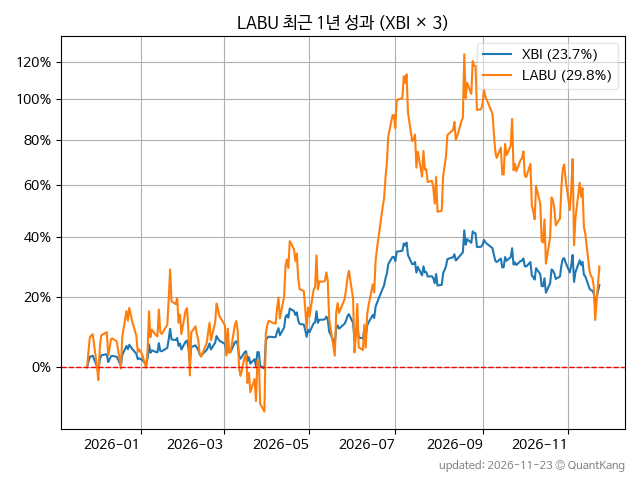 LABU 최근 1년 성과 (XBI × 3)
XBI (23.7%)
LABU (29.8%)
120%
100%
80%
60%
40%
20%
0%
2026-01 2026-03 2026-05 2026-07 2026-09 2026-11
updated: 2026-11-23 © QuantKang